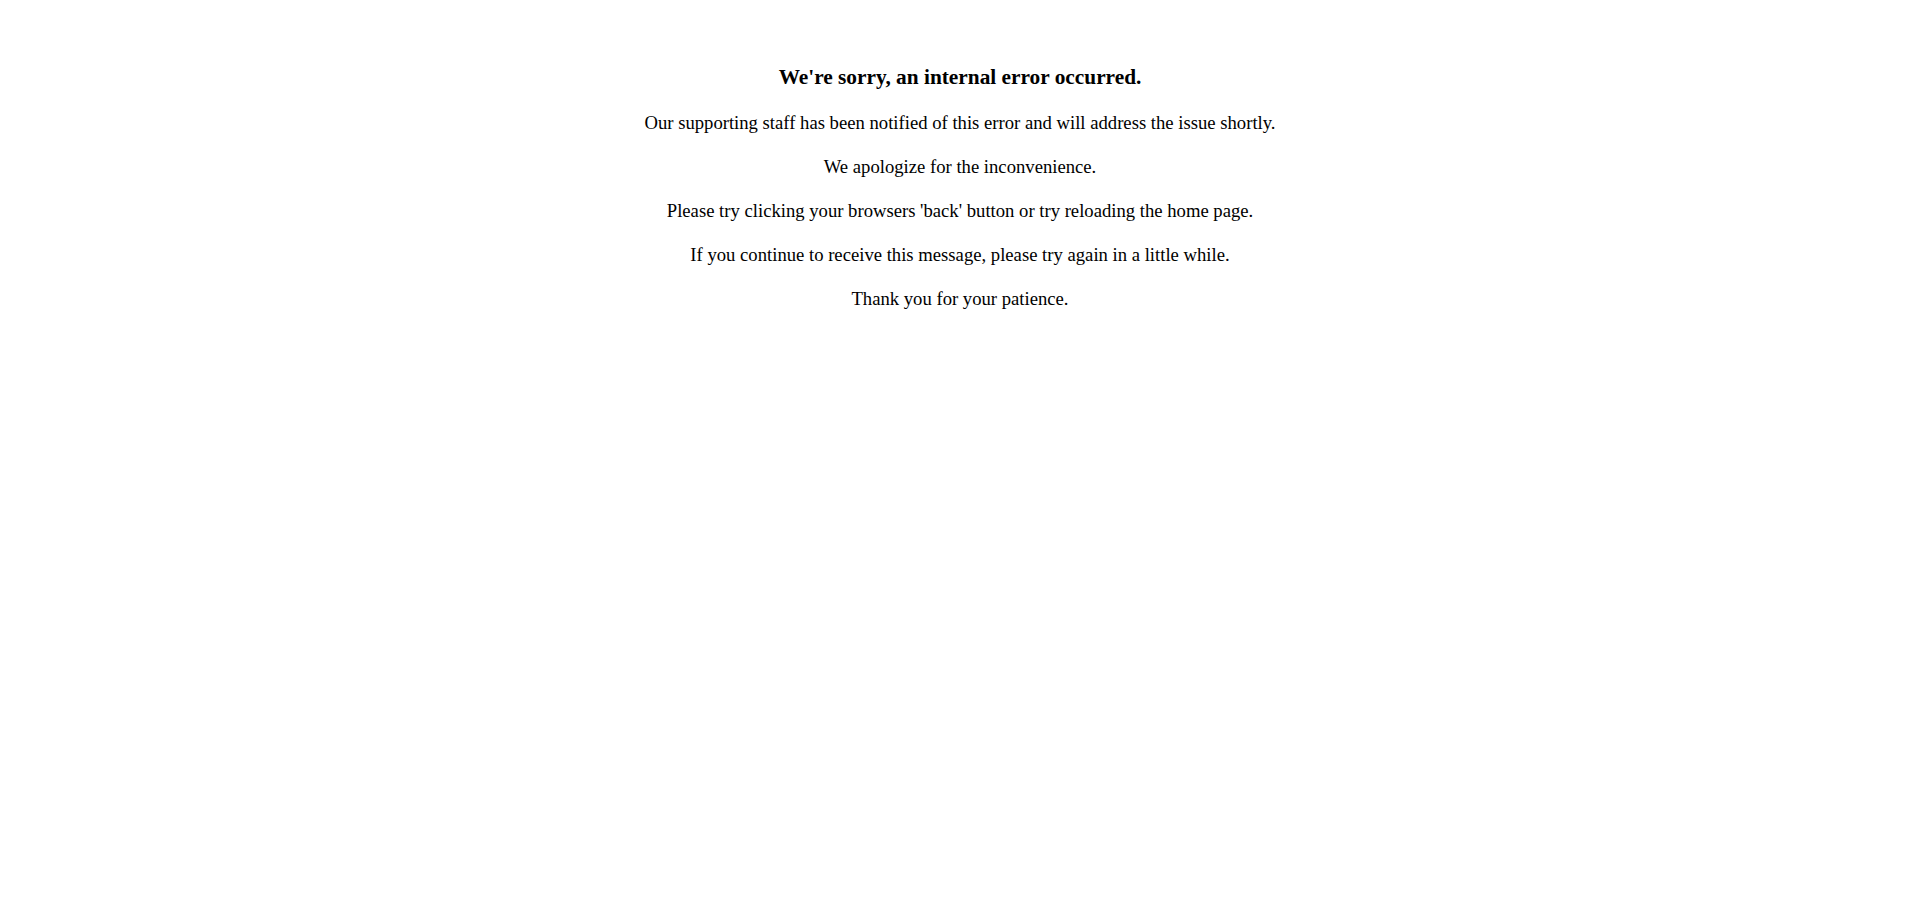 We're sorry, an internal error occurred.
Our supporting staff has been notified of this error and will address the issue shortly.
We apologize for the inconvenience.
Please try clicking your browsers 'back' button or try reloading the home page.
If you continue to receive this message, please try again in a little while.
Thank you for your patience.